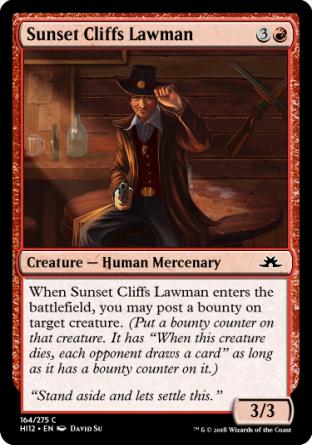 Sunset Cliffs Lawman 3
Creature — Human Mercenary
When Sunset Cliffs Lawman enters the
battlefield, you may post a bounty on
target creature. (Put a bounty counter on
that creature. It has “When this creature
dies, each opponent draws a card” as long
as it has a bounty counter on it.)
“Stand aside and lets settle this.”
3/3
164/275 C
HI2 • EN DAVID SU
™ & © 2018 Wizards of the Coast